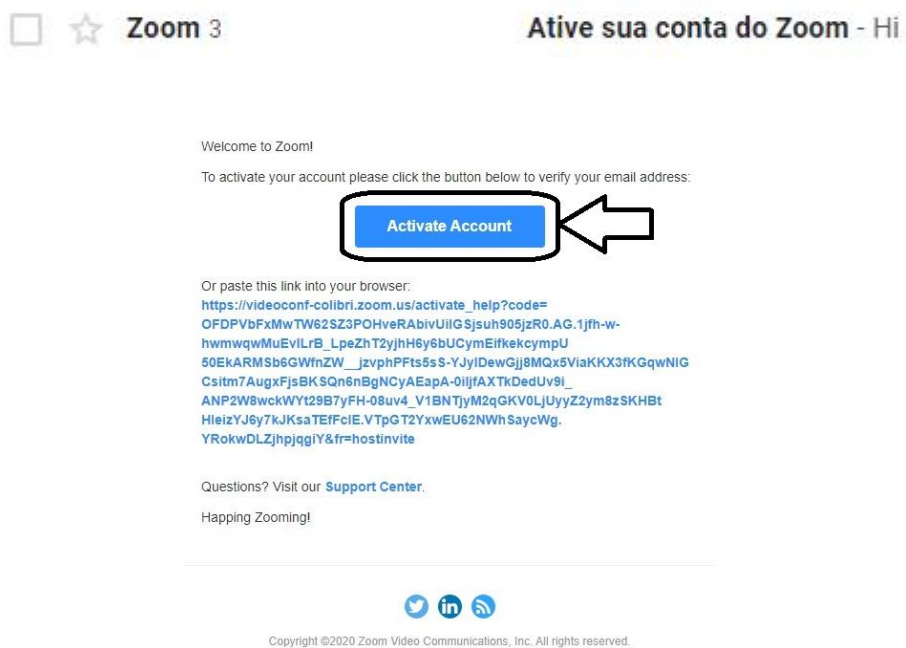 Zoom 3
Ative sua conta do Zoom - Hi
Welcome to Zoom!
To activate your account please click the button below to verify your email address:
Activate Account
Or paste this link into your browser:
https://videoconf-colibri.zoom.us/activate_help?code=
OFDPVbFxMwTW62SZ3POHveRAbivUilGSjsuh905jzR0.AG.1jfh-w-
hwmwqwMuEvlLrB_LpeZhT2yjhH6y6bUCymEifkekcympU
50EkARMSb6GWfnZW__jzvphPFts5sS-YJylDewGjj8MQx5ViaKKX3fKGqwNlG
Csitm7AugxFjsBKSQn6nBgNCyAEapA-0iljfAXTkDedUv9i_
ANP2W8wckWYt29B7yFH-08uv4_V1BNTjyM2qGKV0LjUyyZ2ym8zSKHBt
HleizYJ6y7kJKsaTEfFclE.VTpGT2YxwEU62NWhSaycWg.
YRokwDLZjhpjqgiY&fr=hostinvite
Questions? Visit our Support Center.
Happing Zooming!
Copyright ©2020 Zoom Video Communications, Inc. All rights reserved.